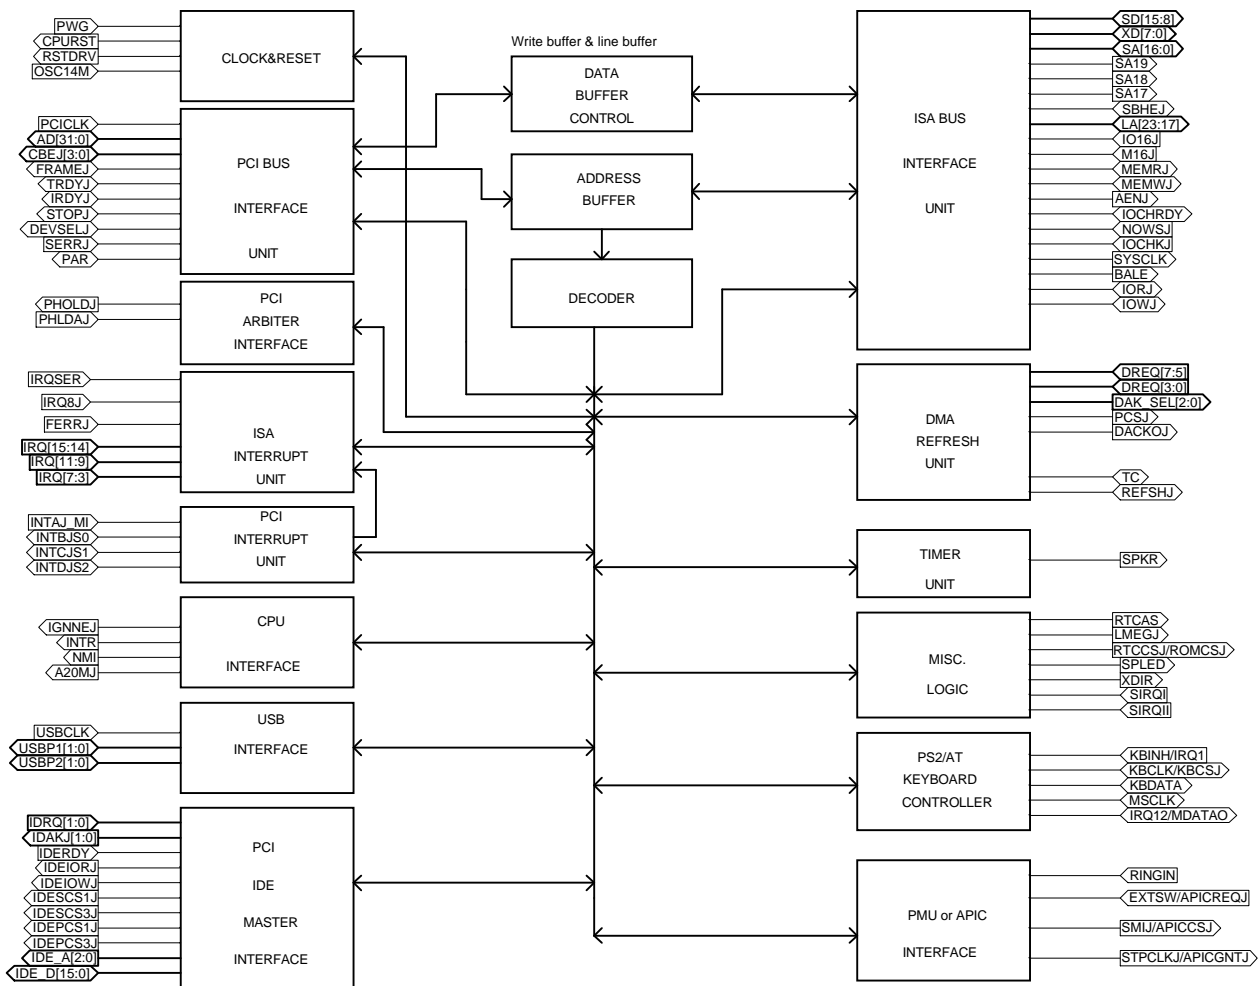 PWG
CPURST
RSTDRV
OSC14M
CLOCK&RESET
PCICLK
AD[31:0]
CBEJ[3:0]
FRAMEJ
TRDYJ
IRDYJ
STOPJ
DEVSELJ
SERRJ
PAR
PCI BUS
INTERFACE
UNIT
PHOLDJ
PHLDAJ
PCI
ARBITER
INTERFACE
IRQSER
IRQ8J
FERRJ
IRQ[15:14]
IRQ[11:9]
IRQ[7:3]
ISA
INTERRUPT
UNIT
INTAJ_MI
INTBJS0
INTCJS1
INTDJS2
PCI
INTERRUPT
UNIT
IGNNEJ
INTR
NMI
A20MJ
CPU
INTERFACE
USBCLK
USBP1[1:0]
USBP2[1:0]
USB
INTERFACE
IDRQ[1:0]
IDAKJ[1:0]
IDERDY
IDEIORJ
IDEIOWJ
IDESCS1J
IDESCS3J
IDEPCS1J
IDEPCS3J
IDE_A[2:0]
IDE_D[15:0]
PCI
IDE
MASTER
INTERFACE
Write buffer & line buffer
DATA
BUFFER
CONTROL
ADDRESS
BUFFER
DECODER
ISA BUS
INTERFACE
UNIT
SD[15:8]
XD[7:0]
SA[16:0]
SA19
SA18
SA17
SBHEJ
LA[23:17]
IO16J
M16J
MEMRJ
MEMWJ
AENJ
IOCHRDY
NOWSJ
IOCHKJ
SYSCLK
BALE
IORJ
IOWJ
DMA
REFRESH
UNIT
DREQ[7:5]
DREQ[3:0]
DAK_SEL[2:0]
PCSJ
DACKOJ
TC
REFSHJ
TIMER
UNIT
SPKR
MISC.
LOGIC
RTCAS
LMEGJ
RTCCSJ/ROMCSJ
SPLED
XDIR
SIRQI
SIRQII
PS2/AT
KEYBOARD
CONTROLLER
KBINH/IRQ1
KBCLK/KBCSJ
KBDATA
MSCLK
IRQ12/MDATAO
PMU or APIC
INTERFACE
RINGIN
EXTSW/APICREQJ
SMIJ/APICCSJ
STPCLKJ/APICGNTJ